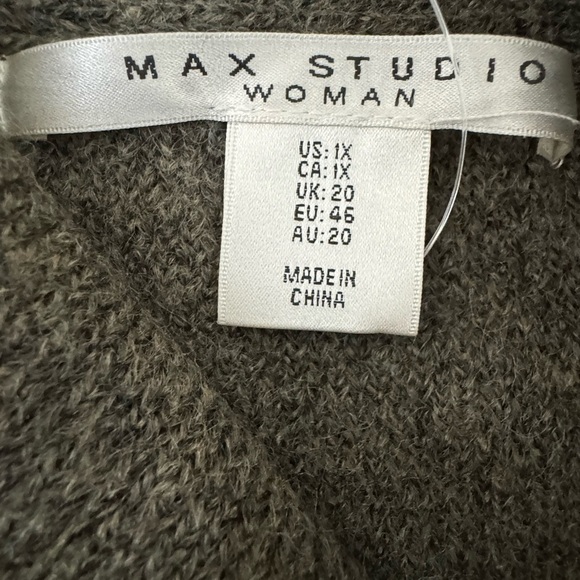 MAX STUDIO
WOMAN
US: 1X
CA: 1X
UK: 20
EU: 46
AU: 20
MADE IN
CHINA